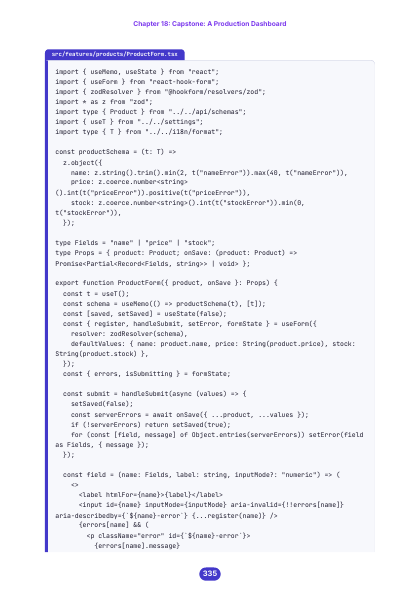 Chapter 18: Capstone: A Production Dashboard
src/features/products/ProductForm.tsx
import { useMemo, useState } from "react";
import { useForm } from "react-hook-form";
import { zodResolver } from "@hookform/resolvers/zod";
import * as z from "zod";
import type { Product } from "../../api/schemas";
import { useT } from "../../settings";
import type { T } from "../../i18n/format";
const productSchema = (t: T) =>
z.object({
name: z.string().trim().min(2, t("nameError")).max(40, t("nameError")),
price: z.coerce.number<string>
().int(t("priceError")).positive(t("priceError")),
stock: z.coerce.number<string>().int(t("stockError")).min(0,
t("stockError")),
});
type Fields = "name" | "price" | "stock";
type Props = { product: Product; onSave: (product: Product) =>
Promise<Partial<Record<Fields, string>> | void> };
export function ProductForm({ product, onSave }: Props) {
const t = useT();
const schema = useMemo(() => productSchema(t), [t]);
const [saved, setSaved] = useState(false);
const { register, handleSubmit, setError, formState } = useForm({
resolver: zodResolver(schema),
defaultValues: { name: product.name, price: String(product.price), stock:
String(product.stock) },
});
const { errors, isSubmitting } = formState;
const submit = handleSubmit(async (values) => {
setSaved(false);
const serverErrors = await onSave({ ...product, ...values });
if (!serverErrors) return setSaved(true);
for (const [field, message] of Object.entries(serverErrors)) setError(field
as Fields, { message });
});
const field = (name: Fields, label: string, inputMode?: "numeric") => (
<>
<label htmlFor={name}>{label}</label>
<input id={name} inputMode={inputMode} aria-invalid={!!errors[name]}
aria-describedby={`${name}-error`} {...register(name)} />
{errors[name] && (
<p className="error" id={`${name}-error`}>
{errors[name].message}
335